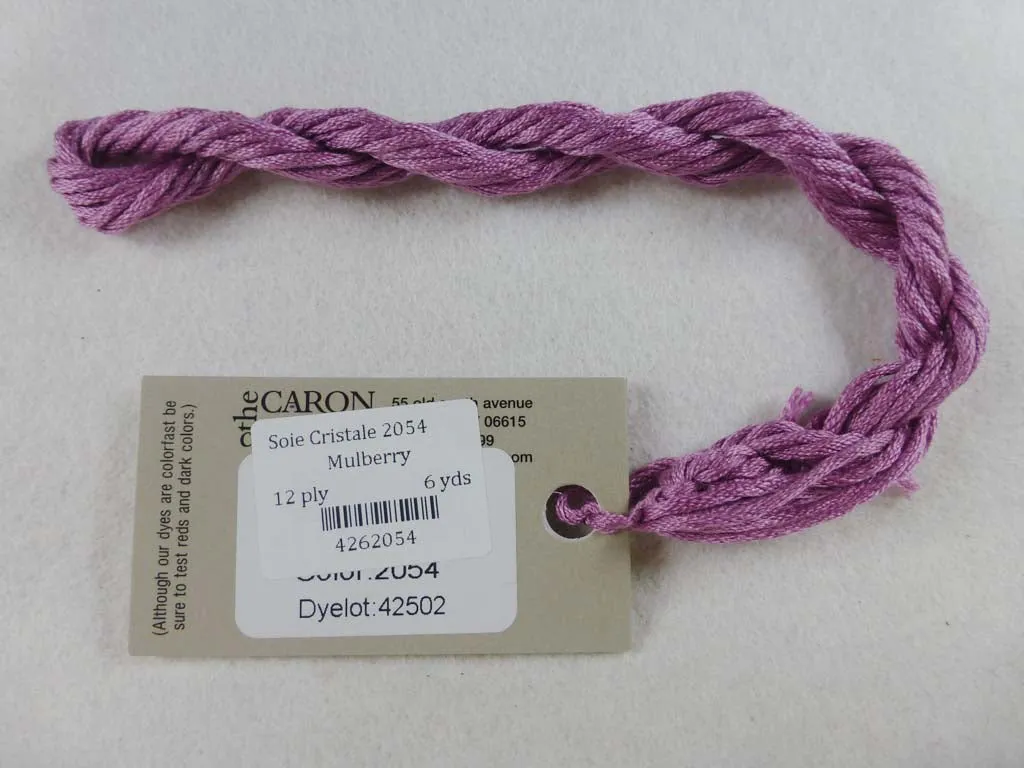 the CARON
55 old avenue
06615
99
om
Soie Cristale 2054
Mulberry
12 ply 6 yds
4262054
Color:2054
Dyelot:42502
(Although our dyes are colorfast be
sure to test reds and dark colors.)